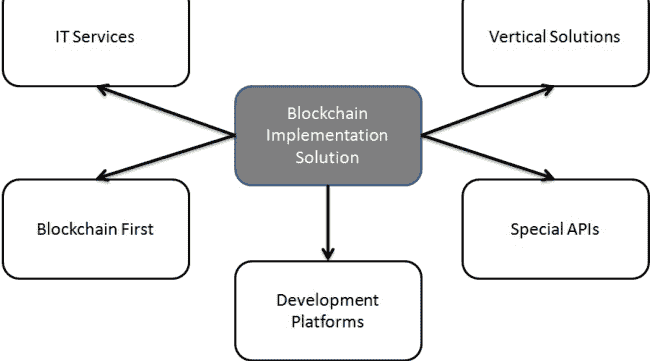 IT Services
Vertical Solutions
Blockchain
Implementation
Solution
Blockchain First
Special APIs
Development
Platforms